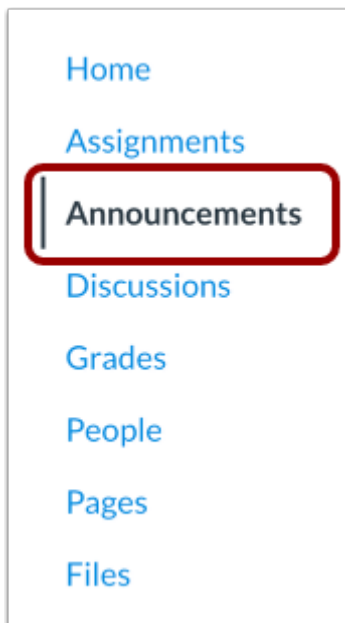 Home
Assignments
Announcements
Discussions
Grades
People
Pages
Files